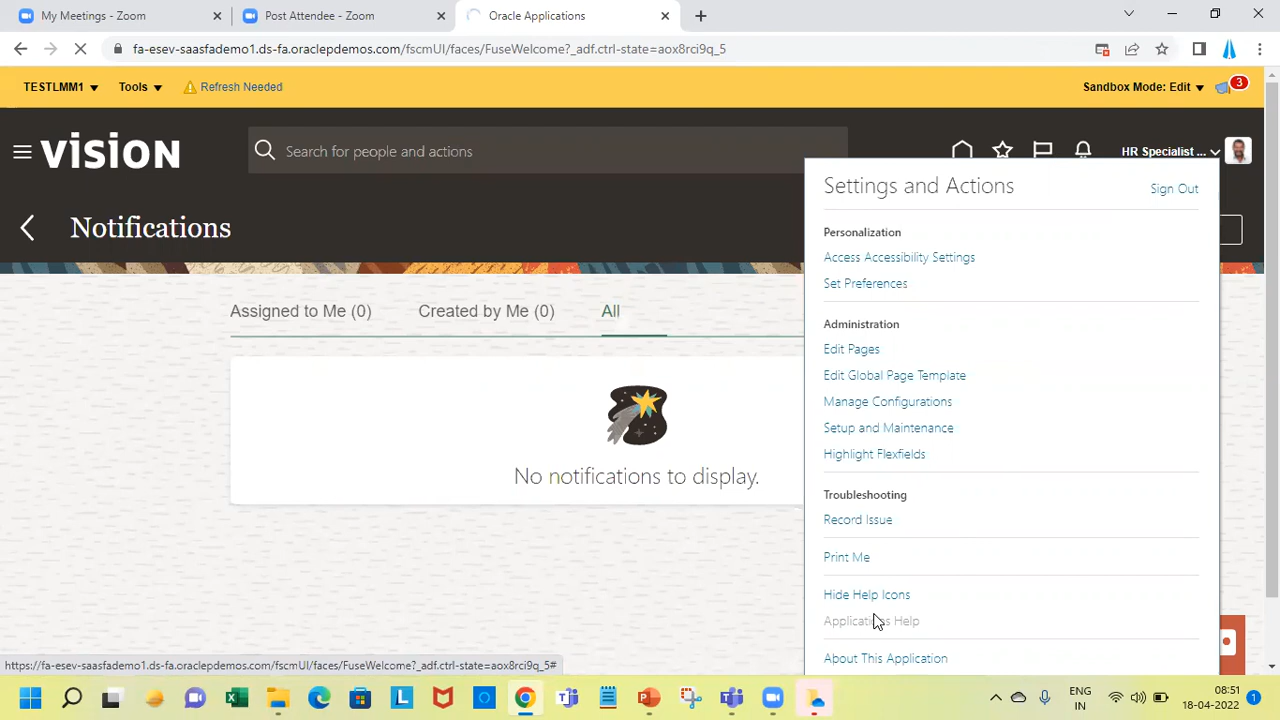 My Meetings - Zoom
Post Attendee - Zoom
Oracle Applications
fa-esev-saasfademo1.ds-fa.oraclepdemos.com/fscmUI/faces/FuseWelcome?_adf.ctrl-state=aox8rci9q_5
TESTLMM1 Tools Refresh Needed Sandbox Mode: Edit 3
vision Search for people and actions HR Specialist ...
Notifications
Settings and Actions Sign Out
Personalization
Access Accessibility Settings
Set Preferences
Administration
Edit Pages
Edit Global Page Template
Manage Configurations
Setup and Maintenance
Highlight Flexfields
Troubleshooting
Record Issue
Print Me
Hide Help Icons
Applications Help
About This Application
Assigned to Me (0) Created by Me (0) All
No notifications to display.
https://fa-esev-saasfademo1.ds-fa.oraclepdemos.com/fscmUI/faces/FuseWelcome?_adf.ctrl-state=aox8rci9q_5#
ENG
IN
08:51
18-04-2022
1